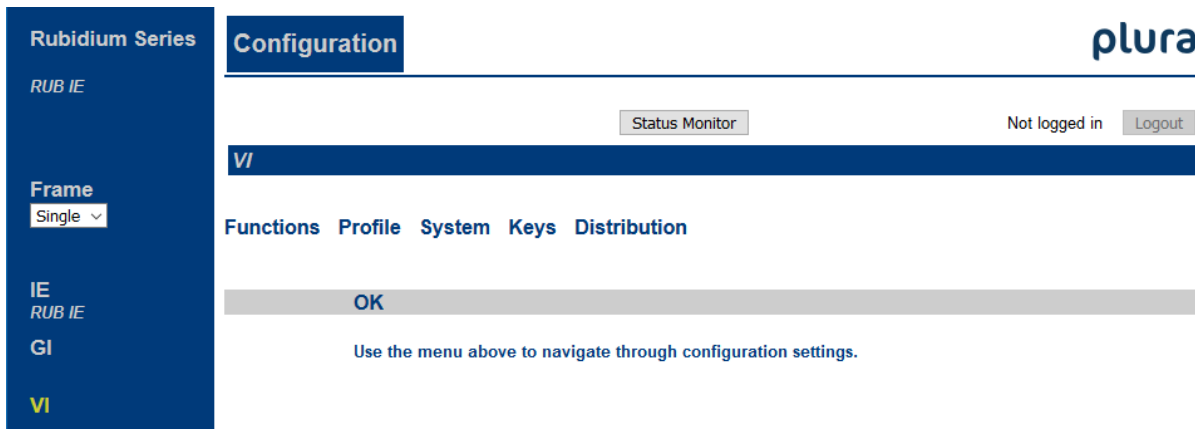 Rubidium Series
RUB IE
Frame
Single
IE
RUB IE
GI
VI
Configuration
plura
Status Monitor
Not logged in
Logout
VI
Functions Profile System Keys Distribution
OK
Use the menu above to navigate through configuration settings.